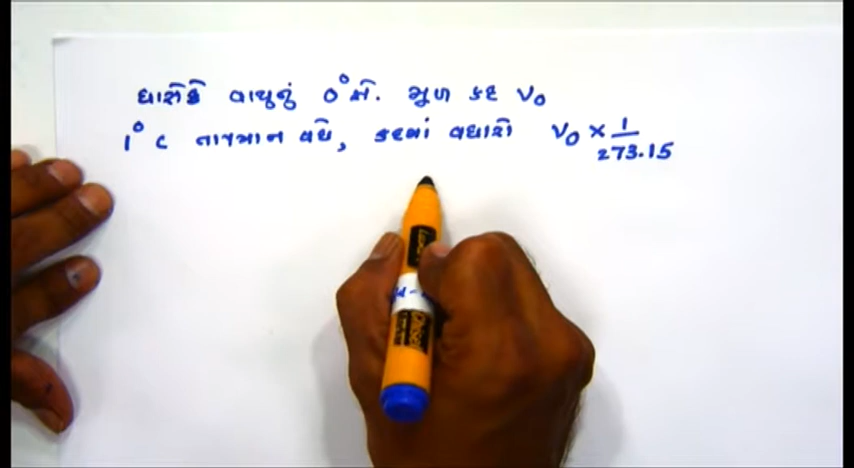 ધારોકે વાયુનું 0° સે. મૂળ કદ V₀
1° C તાપમાન વધે, કદમાં વધારો V₀ × 1/273.15